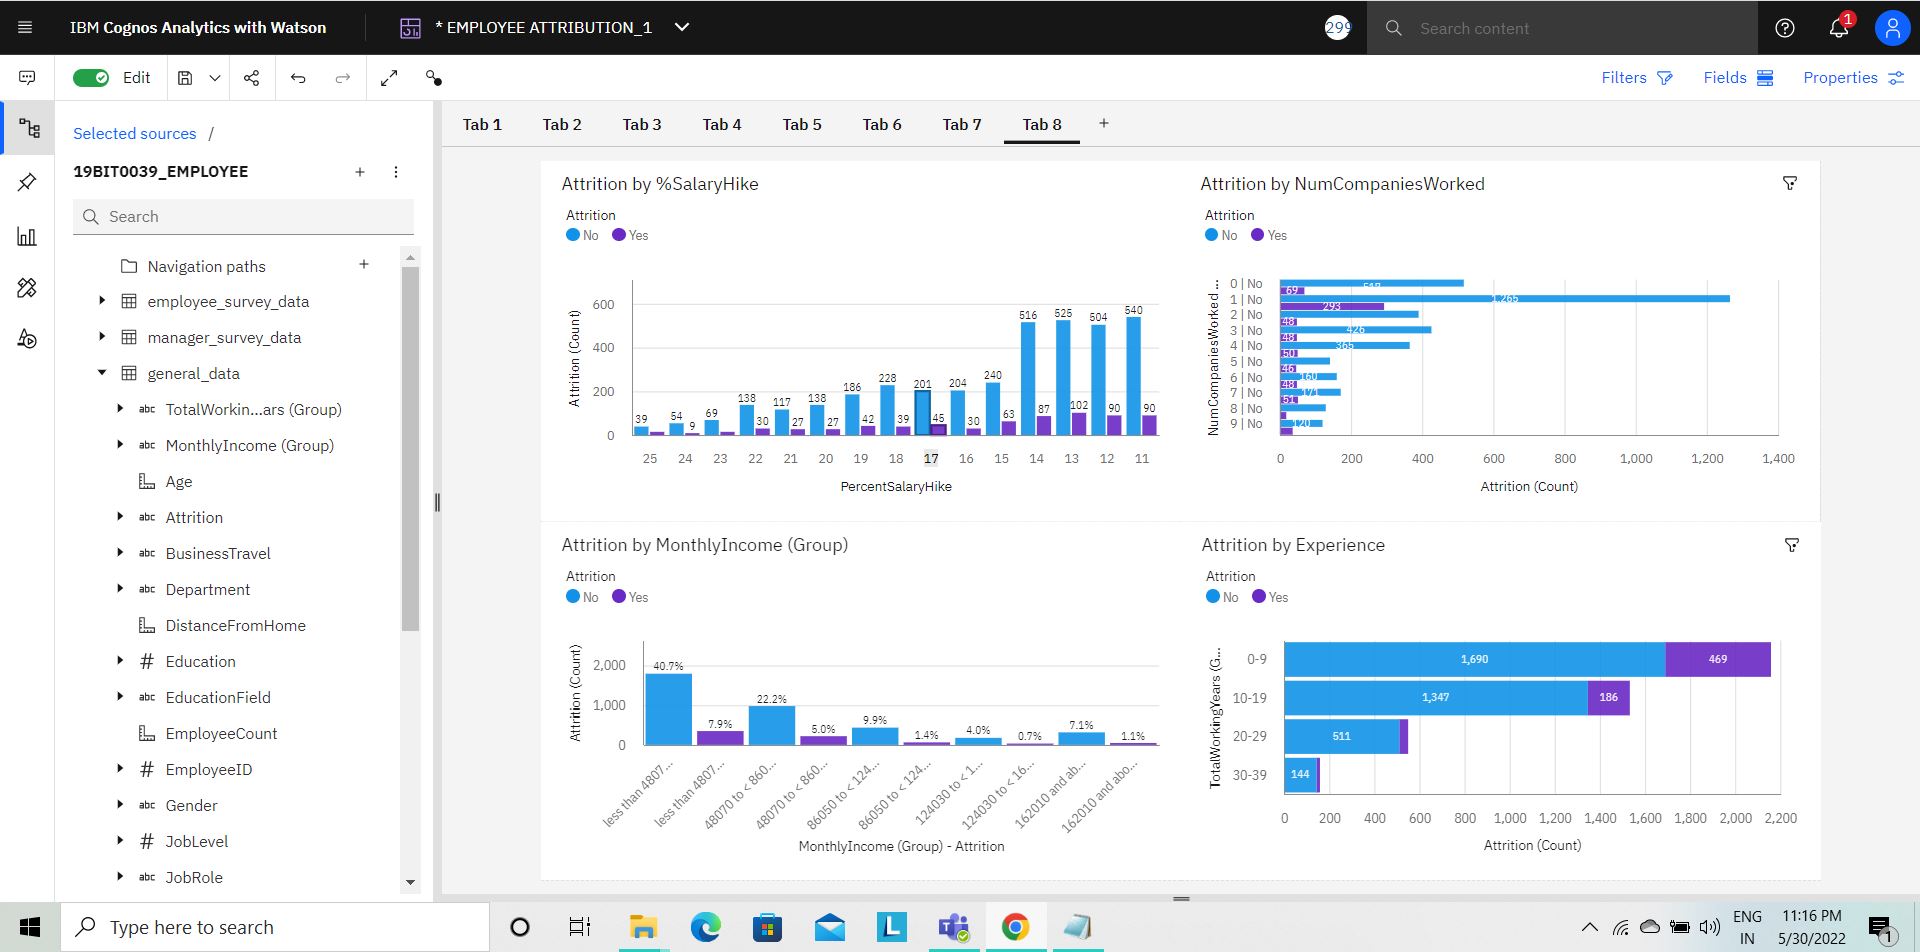 IBM Cognos Analytics with Watson
* EMPLOYEE ATTRIBUTION_1
299
Search content
1
Edit
Filters
Fields
Properties
Selected sources /
19BIT0039_EMPLOYEE
Search
Navigation paths
employee_survey_data
manager_survey_data
general_data
abc TotalWorkin...ars (Group)
abc MonthlyIncome (Group)
Age
abc Attrition
abc BusinessTravel
abc Department
DistanceFromHome
# Education
abc EducationField
EmployeeCount
# EmployeeID
abc Gender
# JobLevel
abc JobRole
Tab 1 Tab 2 Tab 3 Tab 4 Tab 5 Tab 6 Tab 7 Tab 8 +
Attrition by %SalaryHike
Attrition
No Yes
Attrition (Count)
600
400
200
0
39 54 9 69 138 30 117 27 138 27 186 42 228 39 201 45 204 30 240 63 516 87 525 102 504 90 540 90
25 24 23 22 21 20 19 18 17 16 15 14 13 12 11
PercentSalaryHike
Attrition by NumCompaniesWorked
Attrition
No Yes
NumCompaniesWorked ...
0 | No 69
1 | No 1,265 293
2 | No 48
3 | No 426 48
4 | No 365 50
5 | No 46
6 | No 160 48
7 | No 171 51
8 | No
9 | No 120
0 200 400 600 800 1,000 1,200 1,400
Attrition (Count)
Attrition by MonthlyIncome (Group)
Attrition
No Yes
Attrition (Count)
2,000
1,000
0
40.7% 7.9% 22.2% 5.0% 9.9% 1.4% 4.0% 0.7% 7.1% 1.1%
less than 4807...
less than 4807...
48070 to < 860...
48070 to < 860...
86050 to < 124...
86050 to < 124...
124030 to < 1...
124030 to < 16...
162010 and ab...
162010 and abo...
MonthlyIncome (Group) - Attrition
Attrition by Experience
Attrition
No Yes
TotalWorkingYears (G...
0-9 1,690 469
10-19 1,347 186
20-29 511
30-39 144
0 200 400 600 800 1,000 1,200 1,400 1,600 1,800 2,000 2,200
Attrition (Count)
Type here to search
ENG
IN
11:16 PM
5/30/2022
1